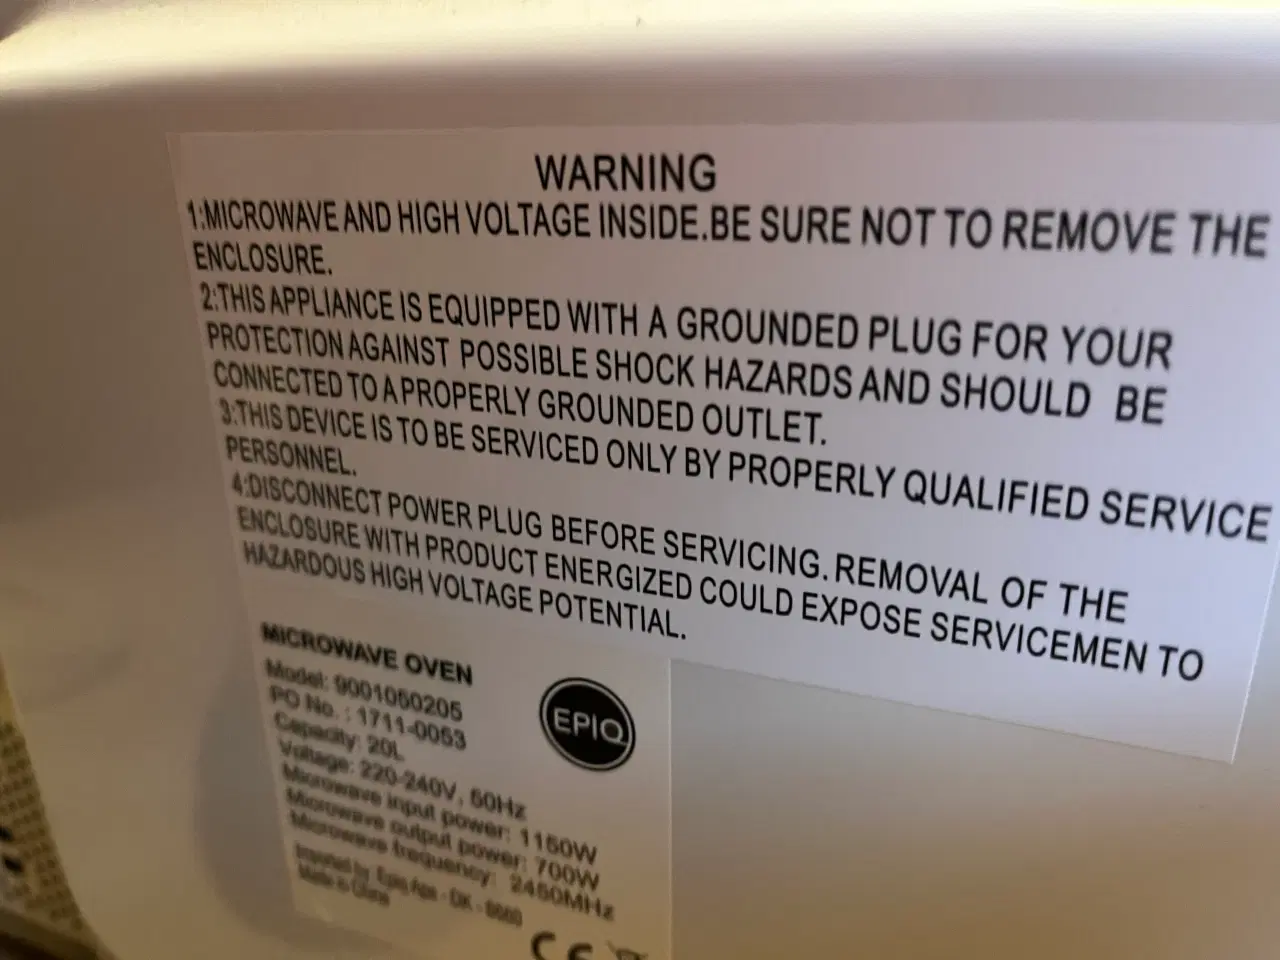 WARNING
1:MICROWAVE AND HIGH VOLTAGE INSIDE.BE SURE NOT TO REMOVE THE
ENCLOSURE.
2:THIS APPLIANCE IS EQUIPPED WITH A GROUNDED PLUG FOR YOUR
PROTECTION AGAINST POSSIBLE SHOCK HAZARDS AND SHOULD BE
CONNECTED TO A PROPERLY GROUNDED OUTLET.
3:THIS DEVICE IS TO BE SERVICED ONLY BY PROPERLY QUALIFIED SERVICE
PERSONNEL.
4:DISCONNECT POWER PLUG BEFORE SERVICING. REMOVAL OF THE
ENCLOSURE WITH PRODUCT ENERGIZED COULD EXPOSE SERVICEMEN TO
HAZARDOUS HIGH VOLTAGE POTENTIAL.
MICROWAVE OVEN
EPIQ
Model: 9001050205
PO No. : 1711-0053
Capacity: 20L
Voltage: 220-240V, 50Hz
Microwave input power: 1150W
Microwave output power: 700W
Microwave frequency: 2450MHz
Imported by: - DK -
Made in China
CE